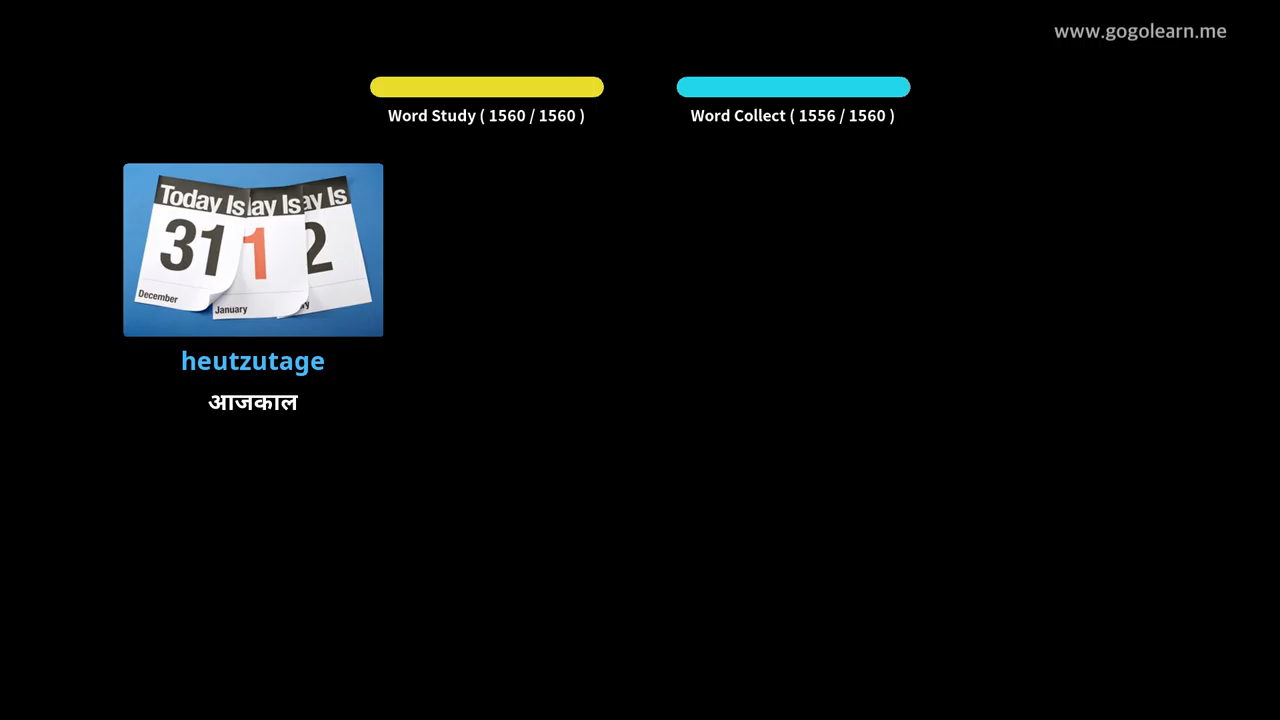 www.gogolearn.me
Word Study ( 1560 / 1560 )
Word Collect ( 1556 / 1560 )
Today Is
ay Is
ay Is
31
1
2
December
January
heutzutage
आजकाल